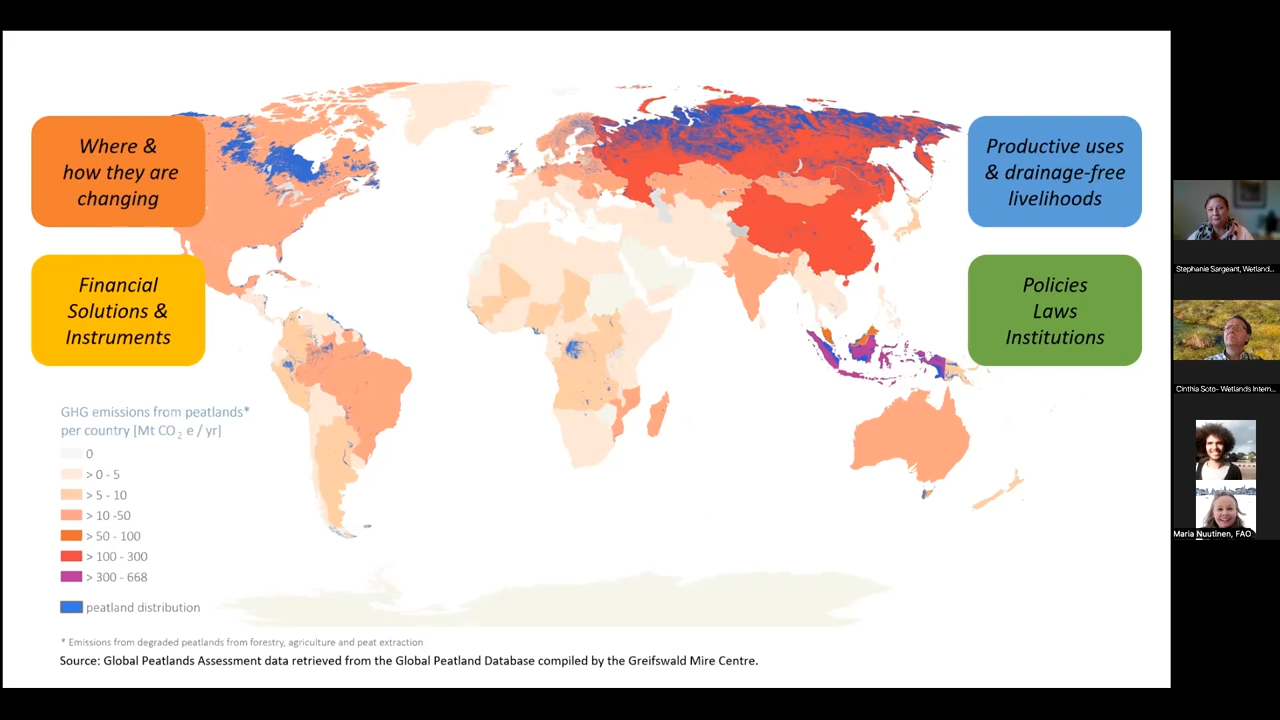 Where &
how they are
changing
Productive uses
& drainage-free
livelihoods
Financial
Solutions &
Instruments
Policies
Laws
Institutions
GHG emissions from peatlands*
per country [Mt CO2 e / yr]
0
> 0 - 5
> 5 - 10
> 10 -50
> 50 - 100
> 100 - 300
> 300 - 668
peatland distribution
* Emissions from degraded peatlands from forestry, agriculture and peat extraction
Source: Global Peatlands Assessment data retrieved from the Global Peatland Database compiled by the Greifswald Mire Centre.
Stephanie Sargeant, Wetland...
Cinthia Soto- Wetlands Intern...
Maria Nuutinen, FAO